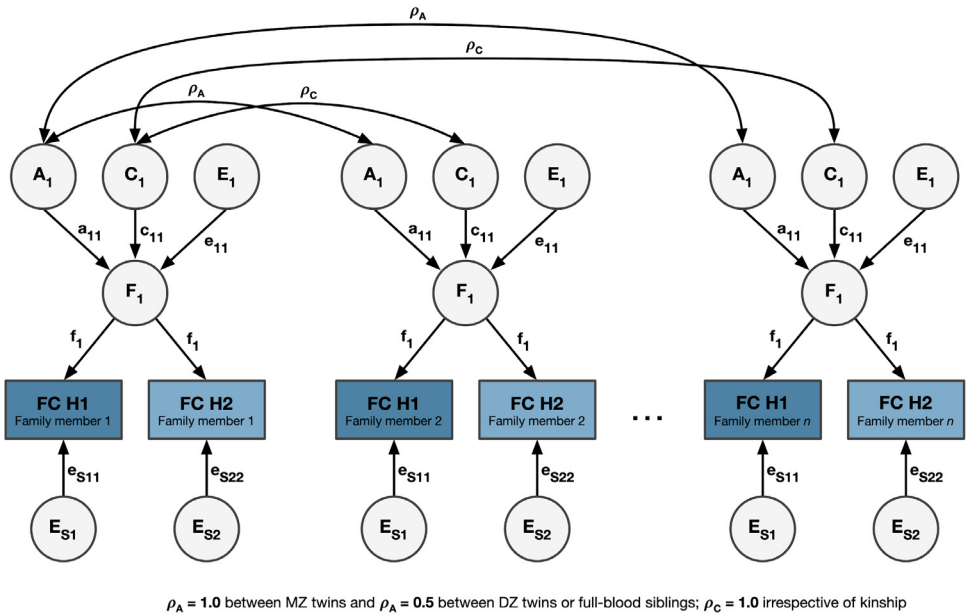 ρA
ρC
ρA
ρC
A1 C1 E1 A1 C1 E1 A1 C1 E1
a11 c11 e11 a11 c11 e11 a11 c11 e11
F1 F1 F1
f1 f1 f1 f1 f1 f1
FC H1 FC H2 FC H1 FC H2 ... FC H1 FC H2
Family member 1 Family member 1 Family member 2 Family member 2 Family member n Family member n
eS11 eS22 eS11 eS22 eS11 eS22
ES1 ES2 ES1 ES2 ES1 ES2
ρA = 1.0 between MZ twins and ρA = 0.5 between DZ twins or full-blood siblings; ρC = 1.0 irrespective of kinship